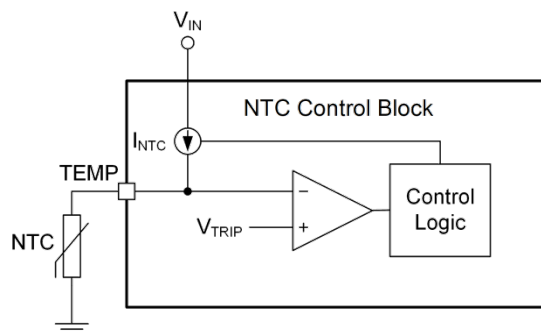 VIN
NTC Control Block
INTC
TEMP
−
Control
Logic
NTC
VTRIP
+